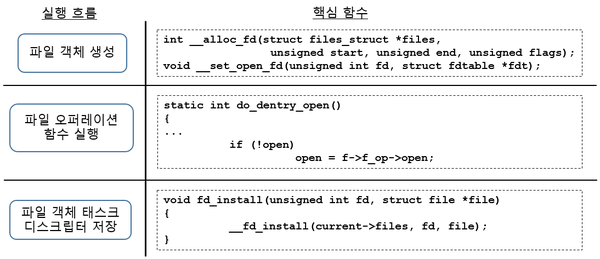 실행 흐름
핵심 함수
파일 객체 생성
int __alloc_fd(struct files_struct *files,
unsigned start, unsigned end, unsigned flags);
void __set_open_fd(unsigned int fd, struct fdtable *fdt);
파일 오퍼레이션
함수 실행
static int do_dentry_open()
{
...
if (!open)
open = f->f_op->open;
파일 객체 태스크
디스크립터 저장
void fd_install(unsigned int fd, struct file *file)
{
__fd_install(current->files, fd, file);
}